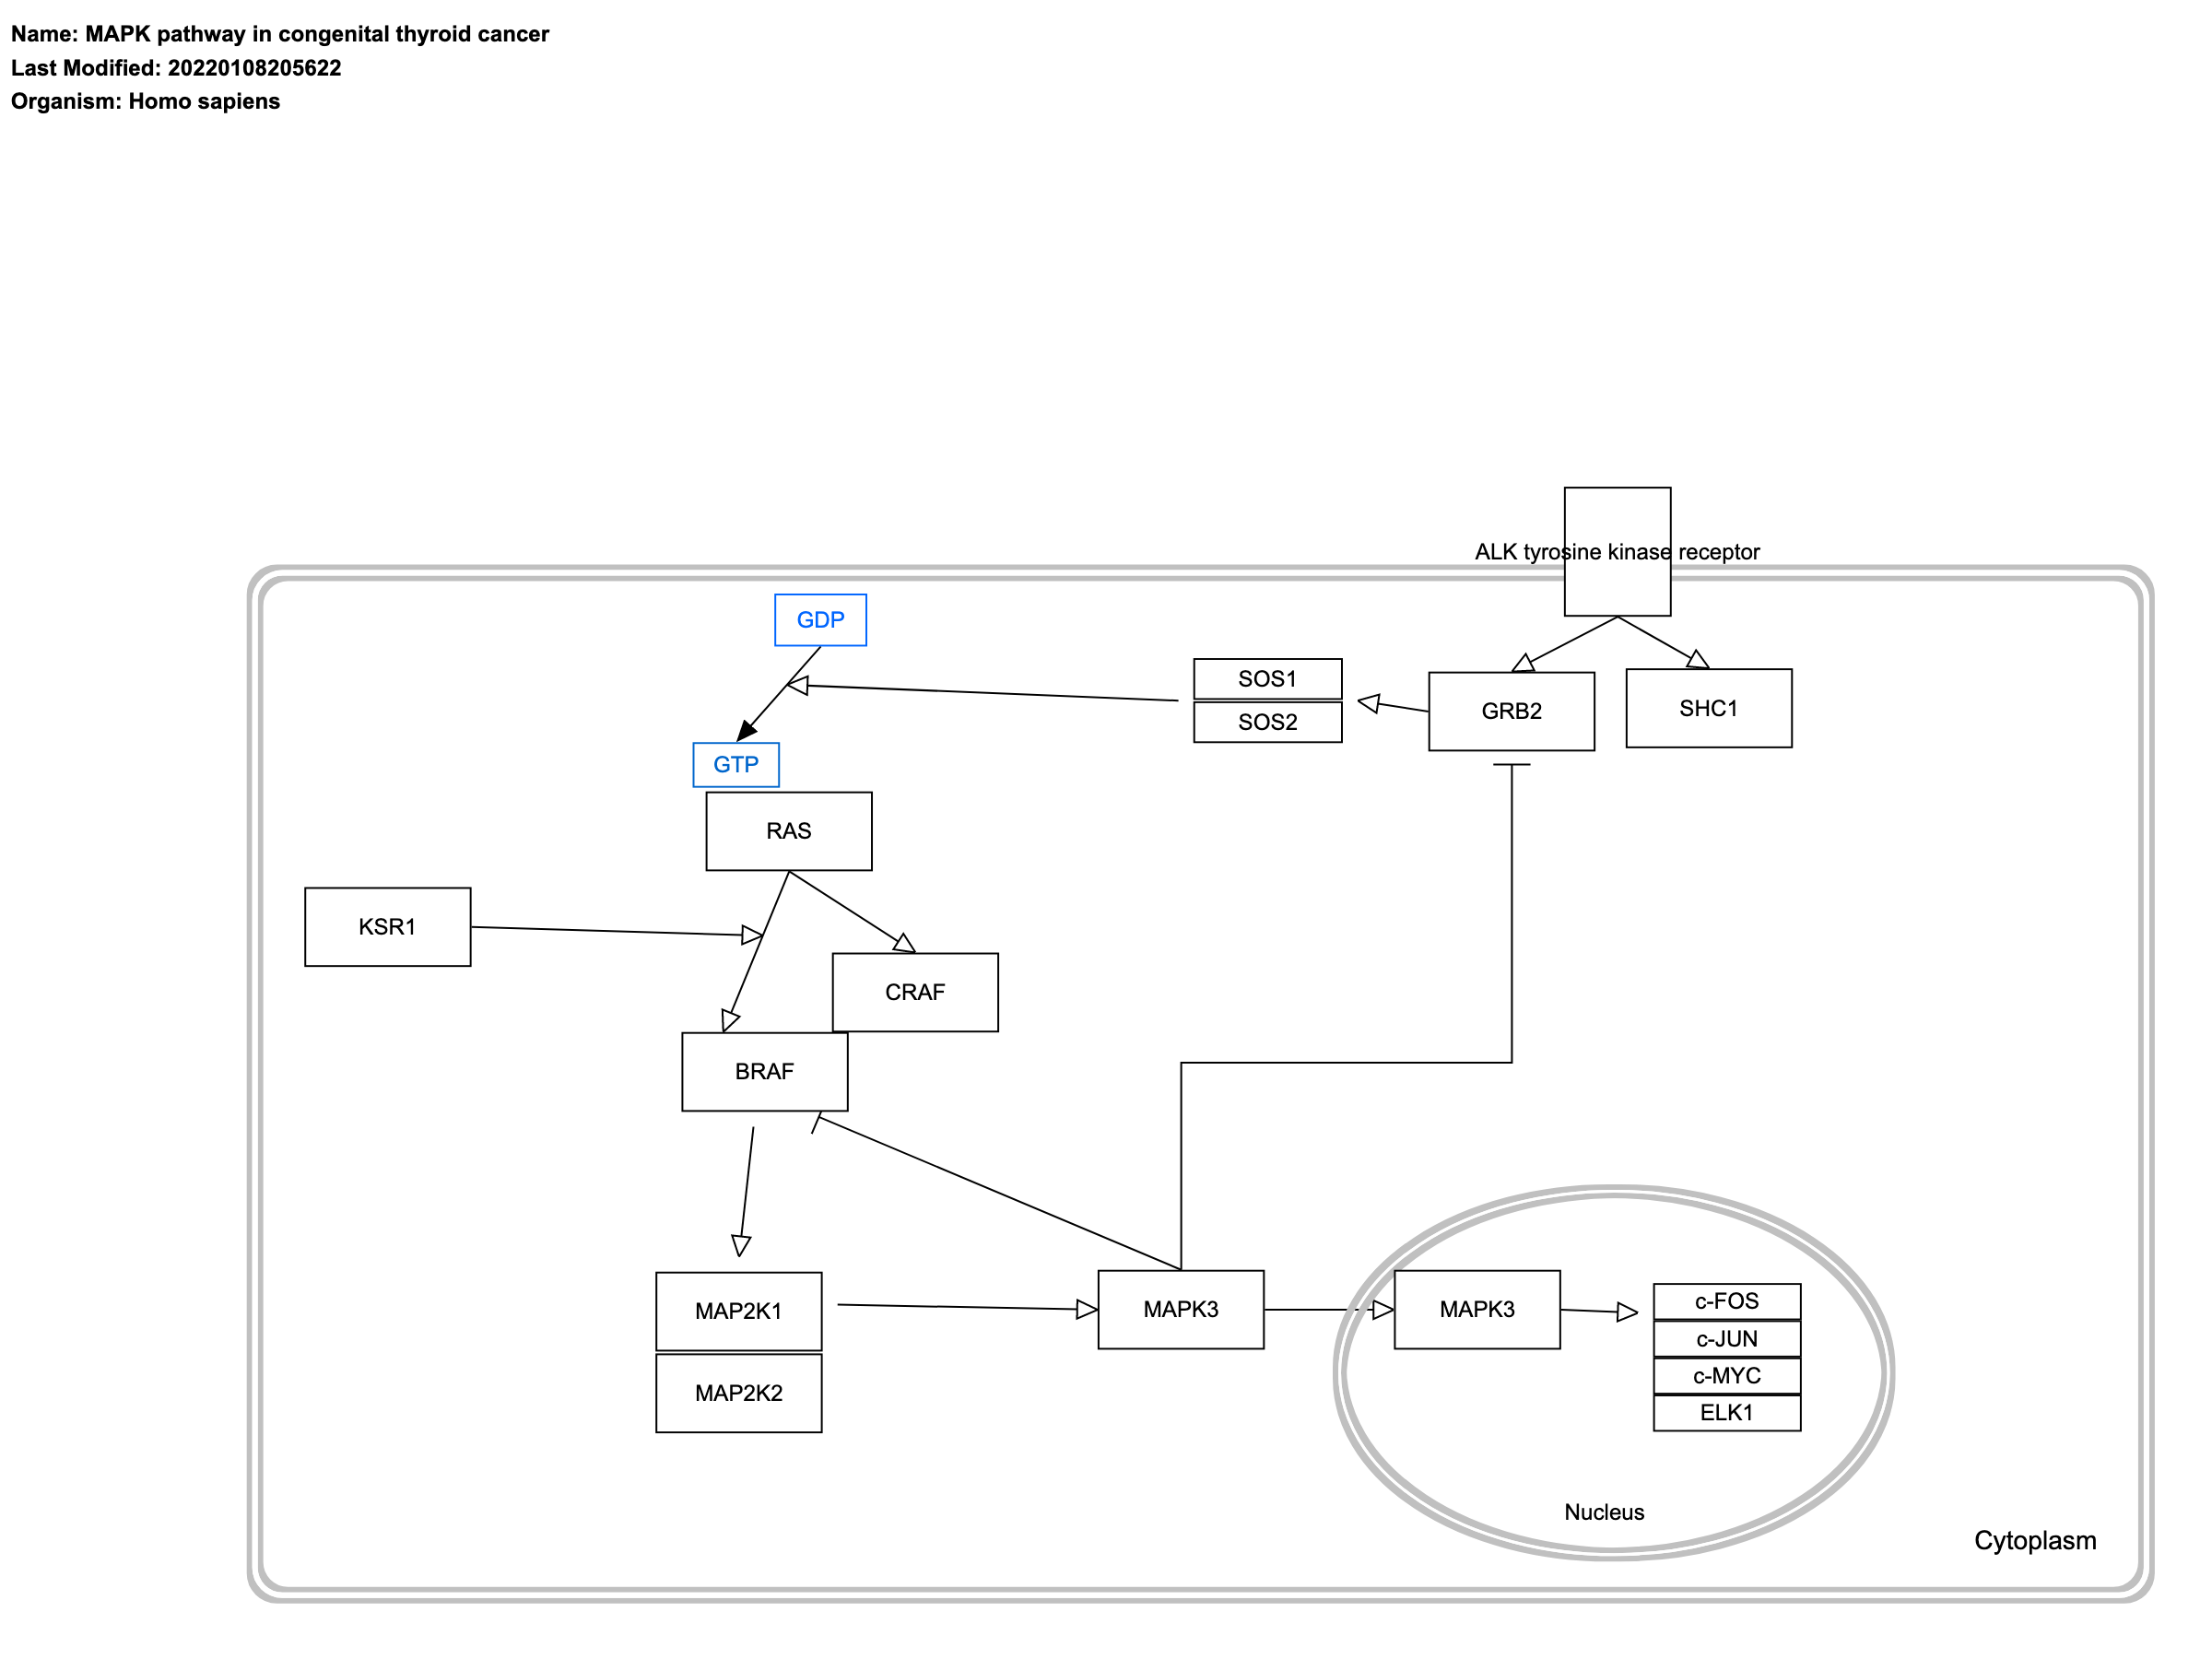 Name: MAPK pathway in congenital thyroid cancer
Last Modified: 20220108205622
Organism: Homo sapiens
ALK tyrosine kinase receptor
GDP
SOS1
SOS2
GRB2
SHC1
GTP
RAS
KSR1
CRAF
BRAF
MAP2K1
MAP2K2
MAPK3
MAPK3
c-FOS
c-JUN
c-MYC
ELK1
Nucleus
Cytoplasm